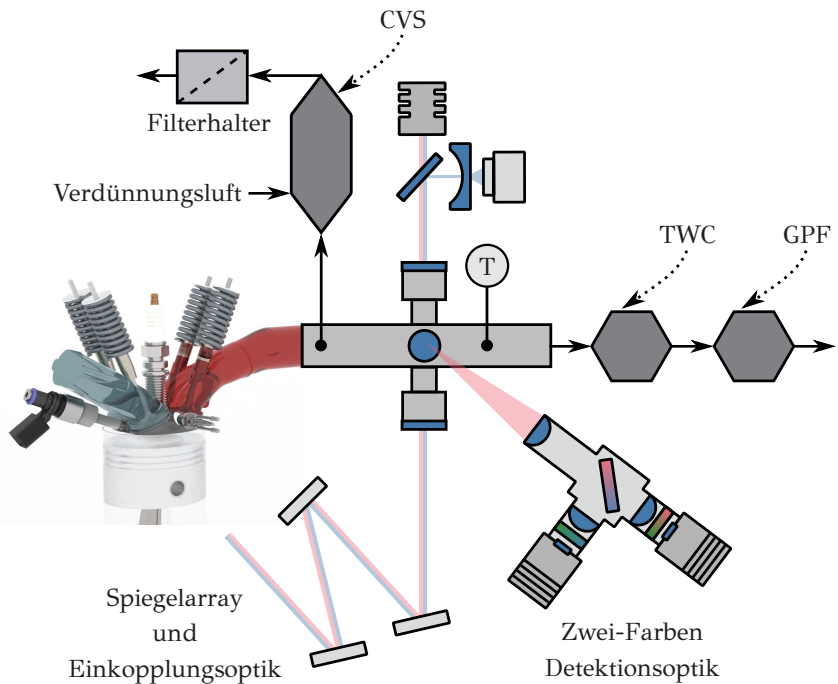 CVS
Filterhalter
Verdünnungsluft
T
TWC
GPF
Spiegelarray
und
Einkopplungsoptik
Zwei-Farben
Detektionsoptik